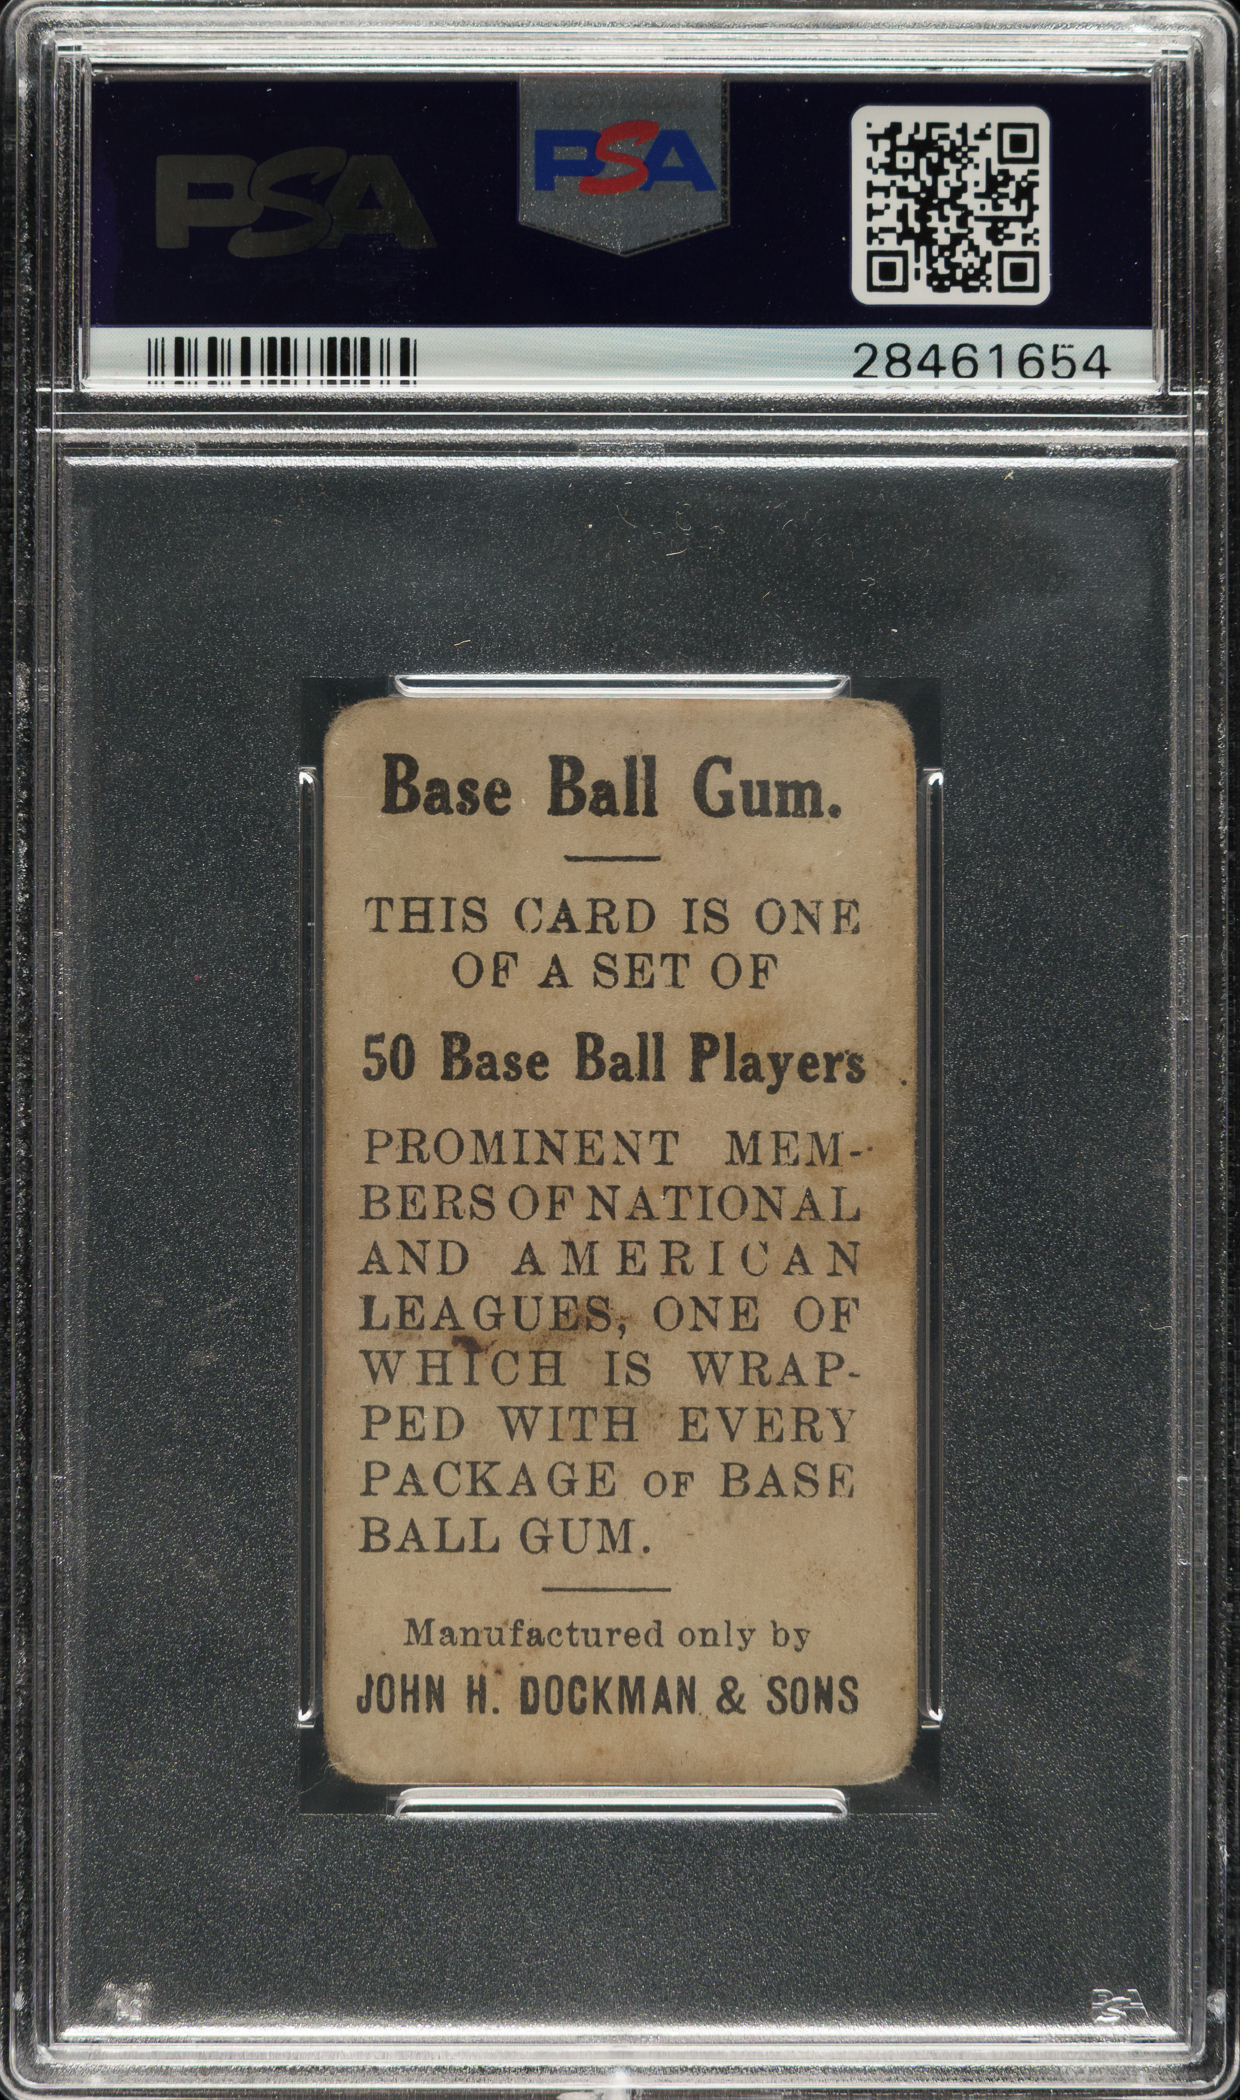 PSA
PSA
28461654
Base Ball Gum.
THIS CARD IS ONE
OF A SET OF
50 Base Ball Players
PROMINENT MEM-
BERS OF NATIONAL
AND AMERICAN
LEAGUES, ONE OF
WHICH IS WRAP-
PED WITH EVERY
PACKAGE OF BASE
BALL GUM.
Manufactured only by
JOHN H. DOCKMAN & SONS
PSA